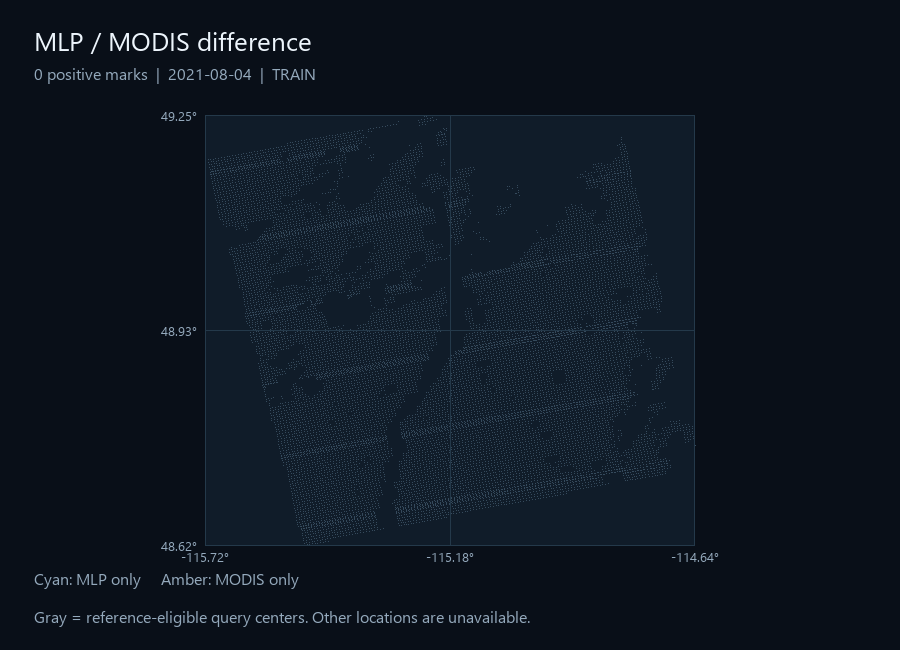 MLP / MODIS difference
0 positive marks | 2021-08-04 | TRAIN
49.25°
48.93°
48.62°
-115.72° -115.18° -114.64°
Cyan: MLP only Amber: MODIS only
Gray = reference-eligible query centers. Other locations are unavailable.